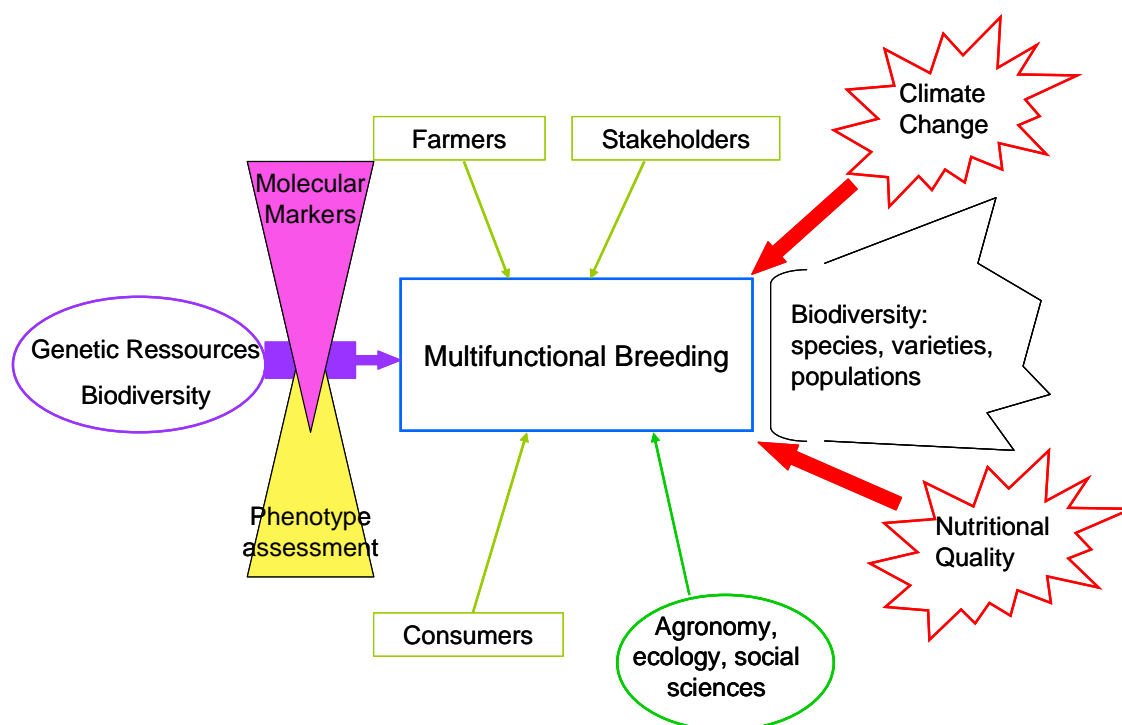 Climate
Change
Farmers
Stakeholders
Molecular
Markers
Genetic Ressources
Biodiversity
Multifunctional Breeding
Biodiversity:
species, varieties,
populations
Phenotype
assessment
Nutritional
Quality
Consumers
Agronomy,
ecology, social
sciences